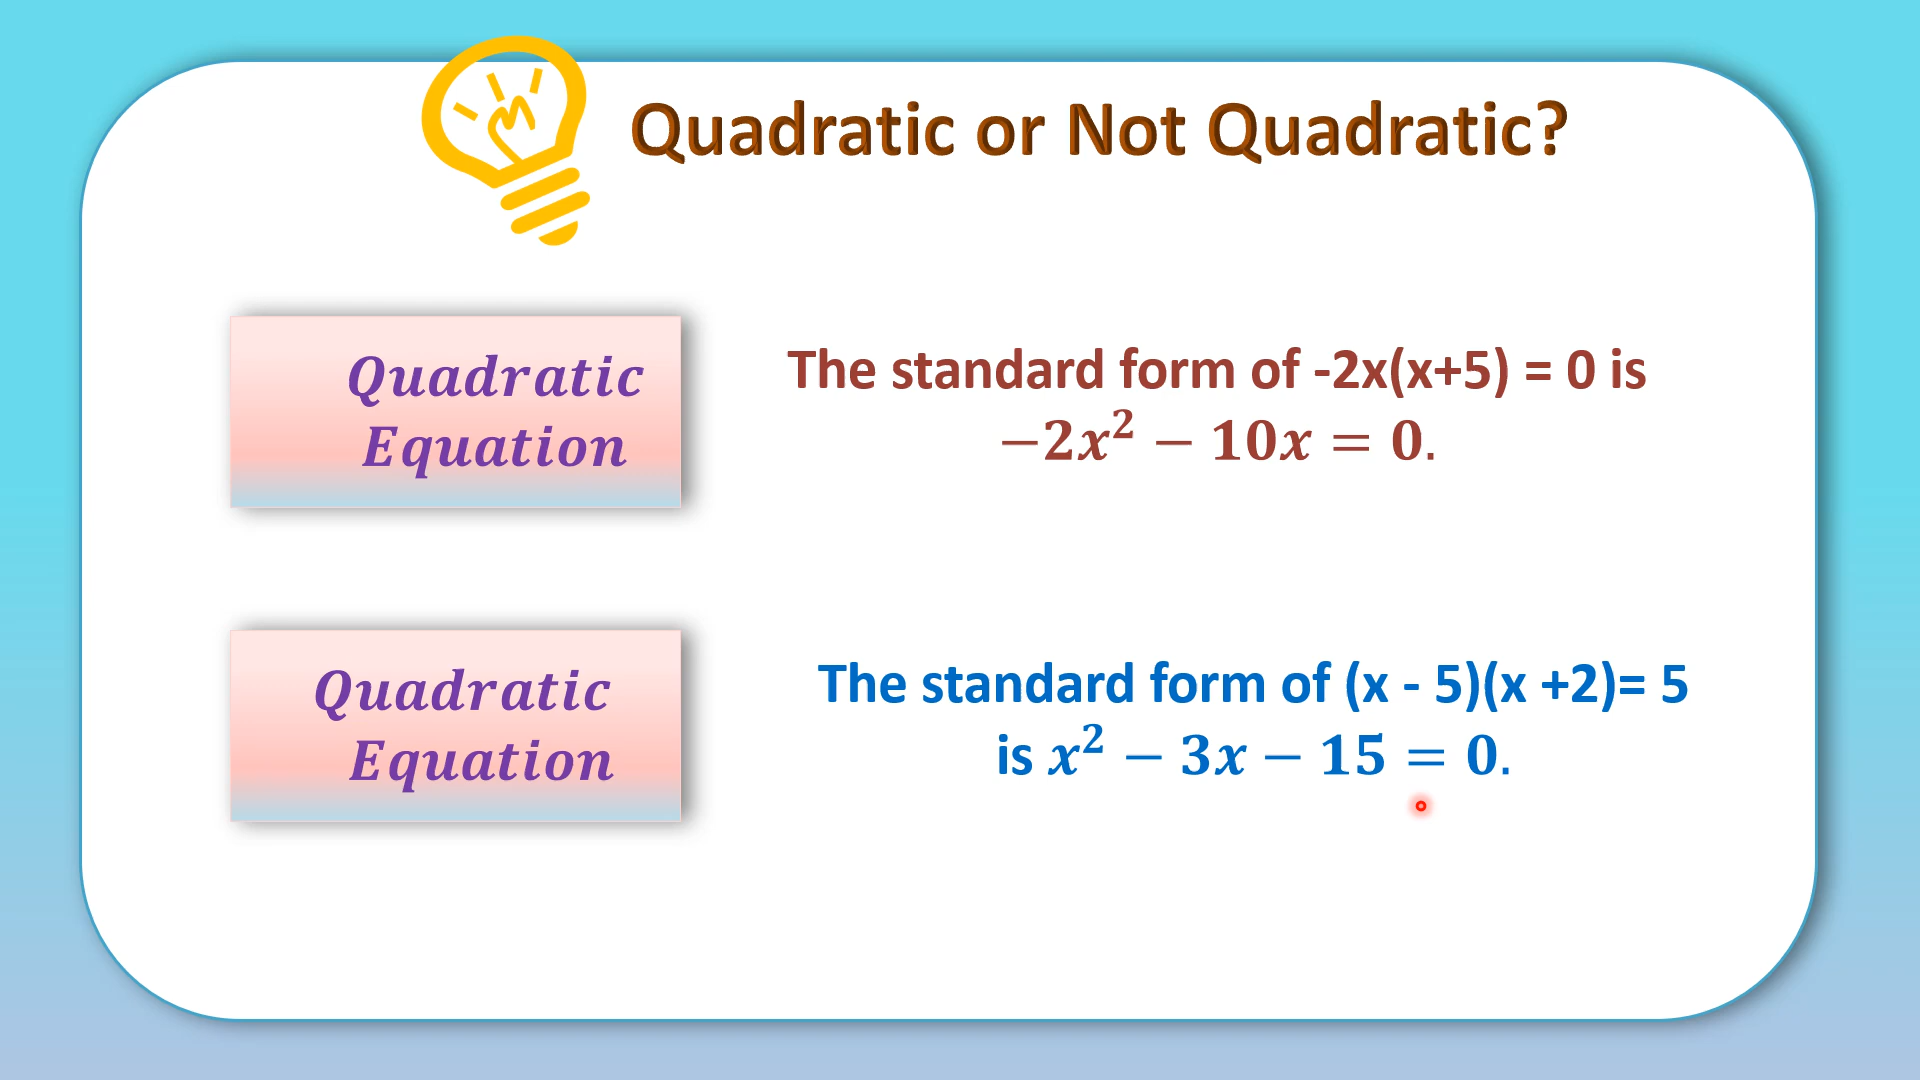 Quadratic or Not Quadratic?
Quadratic
Equation
The standard form of -2x(x+5) = 0 is
−2x² − 10x = 0.
Quadratic
Equation
The standard form of (x - 5)(x +2)= 5
is x² − 3x − 15 = 0.